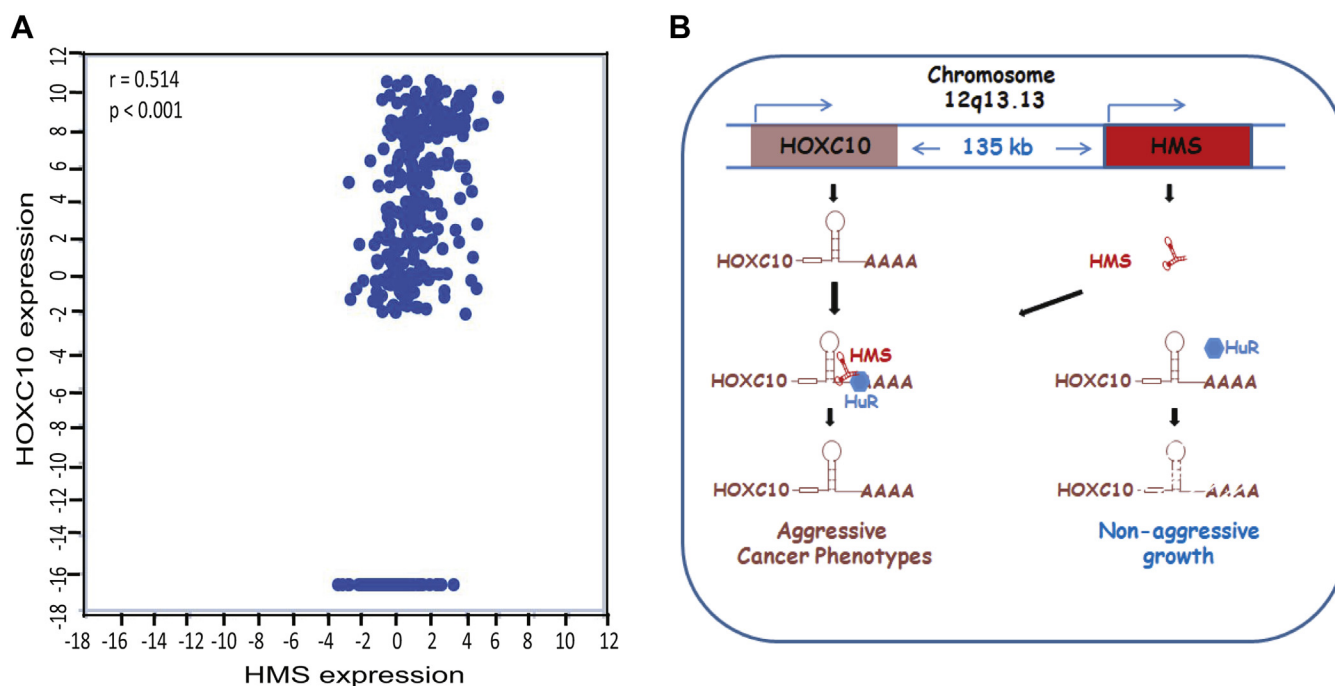 A
r = 0.514
p < 0.001
HOXC10 expression
12
10
8
6
4
2
0
-2
-4
-6
-8
-10
-12
-14
-16
-18
-18 -16 -14 -12 -10 -8 -6 -4 -2 0 2 4 6 8 10 12
HMS expression
B
Chromosome
12q13.13
HOXC10 135 kb HMS
HOXC10 AAAA HMS
HMS
HOXC10 AAAA
HuR
HuR
HOXC10 AAAA
HOXC10 AAAA
HOXC10 AAAA
Aggressive
Cancer Phenotypes
Non-aggressive
growth